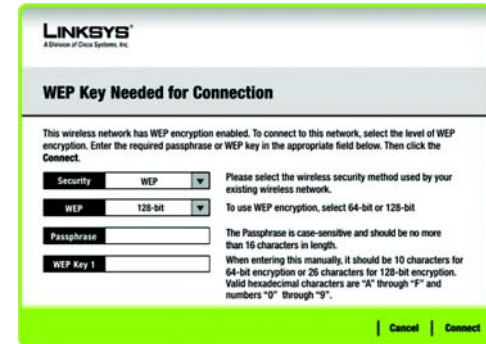 LINKSYS®
A Division of Cisco Systems, Inc.
WEP Key Needed for Connection
This wireless network has WEP encryption enabled. To connect to this network, select the level of WEP
encryption. Enter the required passphrase or WEP key in the appropriate field below. Then click the
Connect.
Security WEP
Please select the wireless security method used by your
existing wireless network.
WEP 128-bit
To use WEP encryption, select 64-bit or 128-bit
Passphrase
The Passphrase is case-sensitive and should be no more
than 16 characters in length.
WEP Key 1
When entering this manually, it should be 10 characters for
64-bit encryption or 26 characters for 128-bit encryption.
Valid hexadecimal characters are "A" through "F" and
numbers "0" through "9".
Cancel Connect